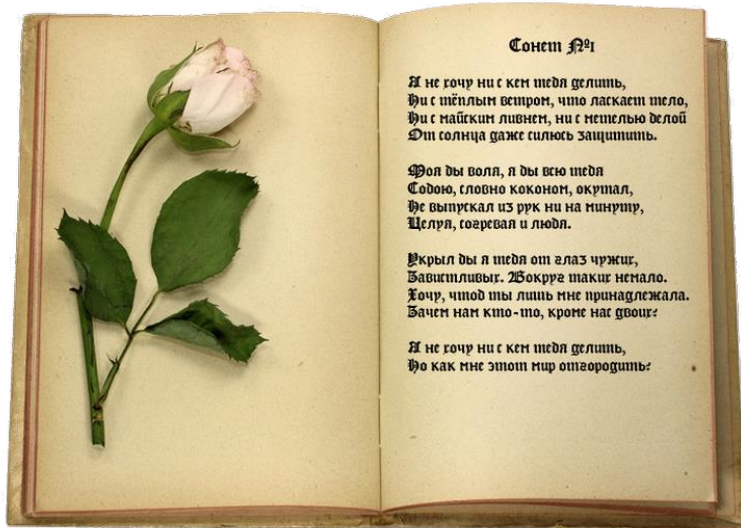 Сонет №1
Я не хочу ни с кем тебя делить,
Ни с тёплым ветром, что ласкает тело,
Ни с майским ливнем, ни с метелью белой
От солнца даже силюсь защитить.
Моя бы воля, я бы всю тебя
Собою, словно коконом, окутал,
Не выпускал из рук ни на минуту,
Целуя, согревая и любя.
Укрыл бы я тебя от глаз чужих,
Завистливых. Вокруг таких немало.
Хочу, чтоб ты лишь мне принадлежала.
Зачем нам кто-то, кроме нас двоих?
Я не хочу ни с кем тебя делить,
Но как мне этот мир отгородить?